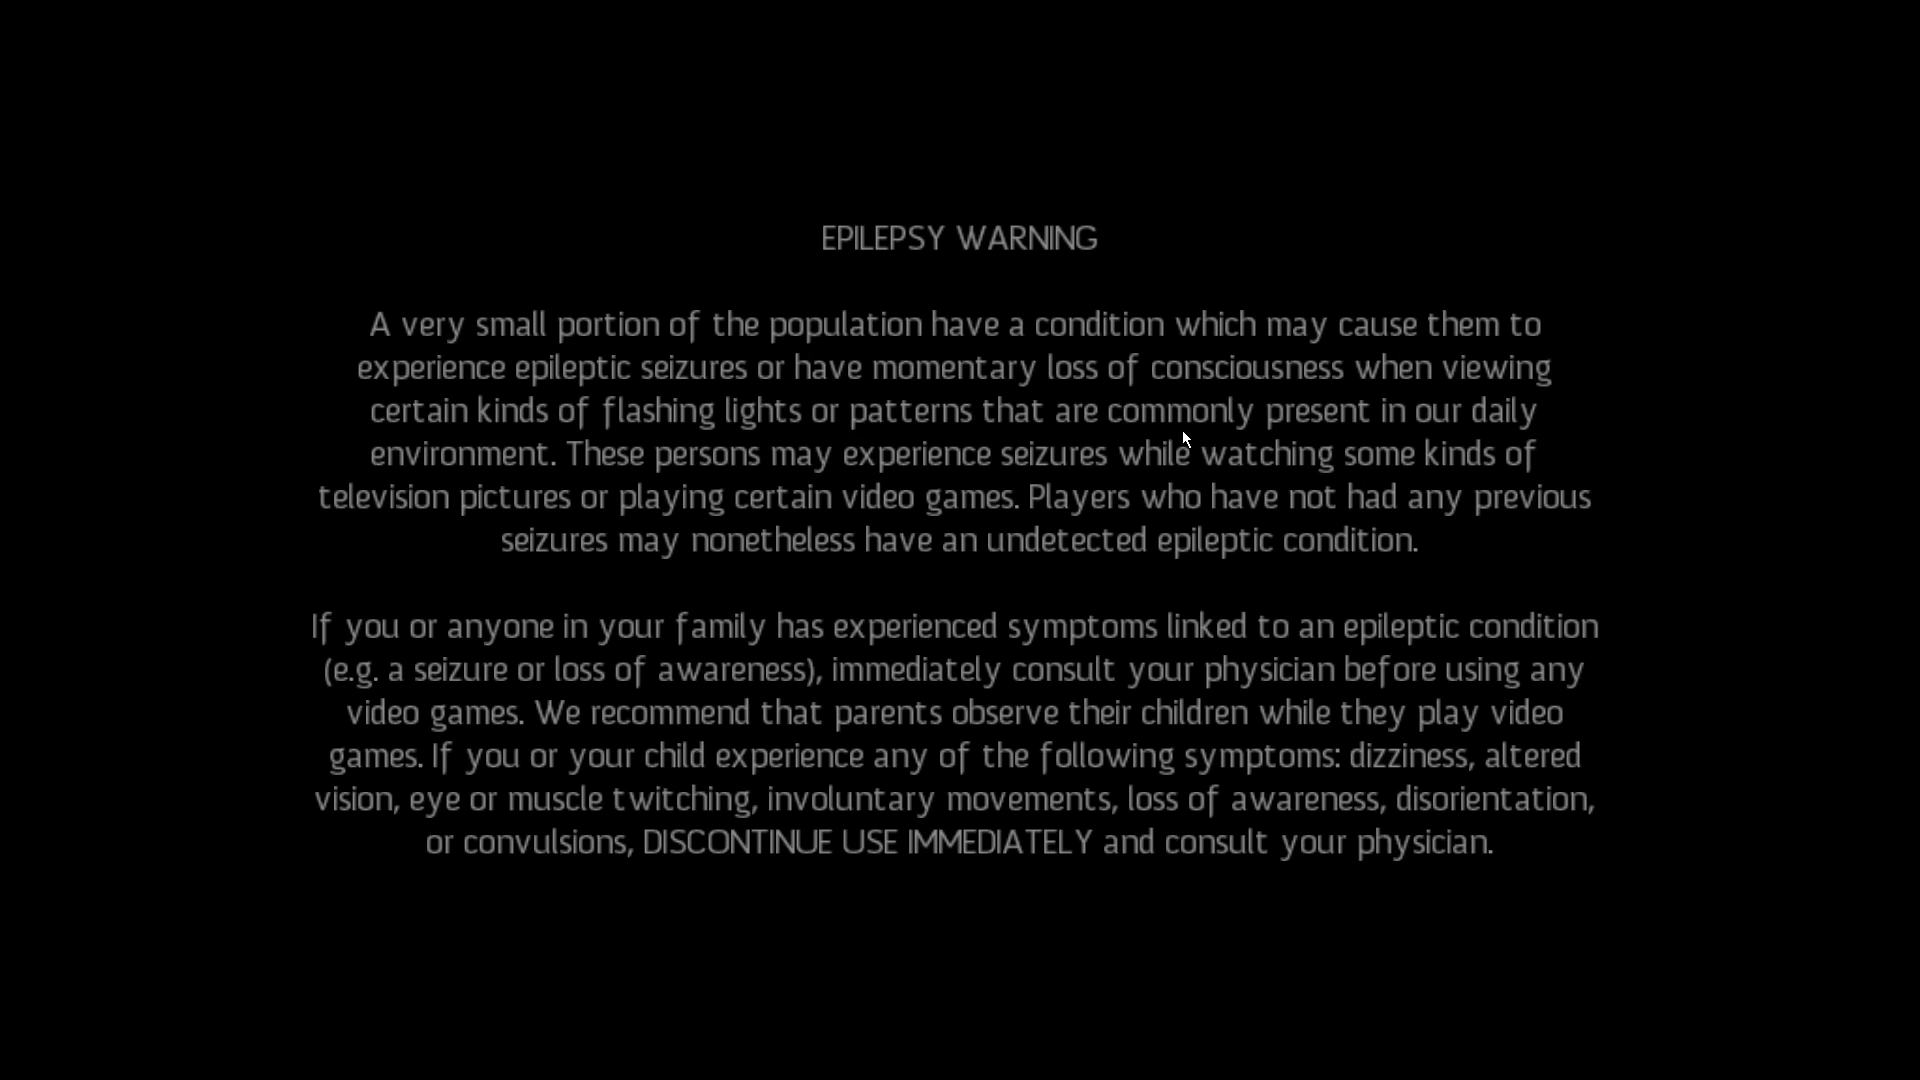 EPILEPSY WARNING
A very small portion of the population have a condition which may cause them to
experience epileptic seizures or have momentary loss of consciousness when viewing
certain kinds of flashing lights or patterns that are commonly present in our daily
environment. These persons may experience seizures while watching some kinds of
television pictures or playing certain video games. Players who have not had any previous
seizures may nonetheless have an undetected epileptic condition.
If you or anyone in your family has experienced symptoms linked to an epileptic condition
(e.g. a seizure or loss of awareness), immediately consult your physician before using any
video games. We recommend that parents observe their children while they play video
games. If you or your child experience any of the following symptoms: dizziness, altered
vision, eye or muscle twitching, involuntary movements, loss of awareness, disorientation,
or convulsions, DISCONTINUE USE IMMEDIATELY and consult your physician.